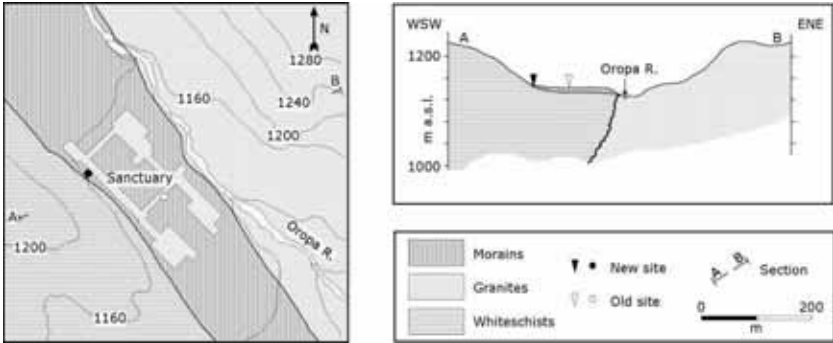 N
1280
B
1240
1160
1200
Sanctuary
A
1200
Oropa R.
1160
WSW
ENE
A
B
1200
Oropa R.
m a.s.l.
1000
Morains
Granites
Whiteschists
New site
Old site
A B
Section
0 200
m